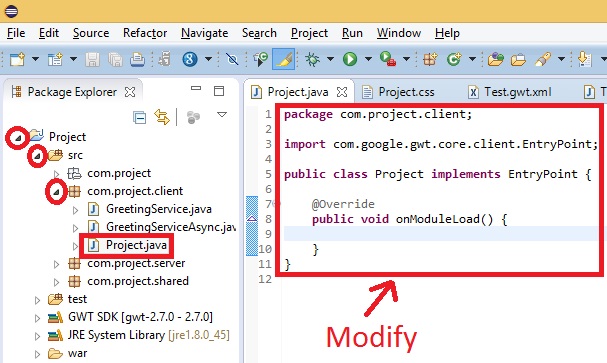 File Edit Source Refactor Navigate Search Project Run Window Help
Package Explorer
Project
src
com.project
com.project.client
GreetingService.java
GreetingServiceAsync.jav
Project.java
com.project.server
com.project.shared
test
GWT SDK [gwt-2.7.0 - 2.7.0]
JRE System Library [jre1.8.0_45]
war
Project.java Project.css Test.gwt.xml T
1 package com.project.client;
2
3 import com.google.gwt.core.client.EntryPoint;
4
5 public class Project implements EntryPoint {
6
7 @Override
8 public void onModuleLoad() {
9
10 }
11 }
12
Modify